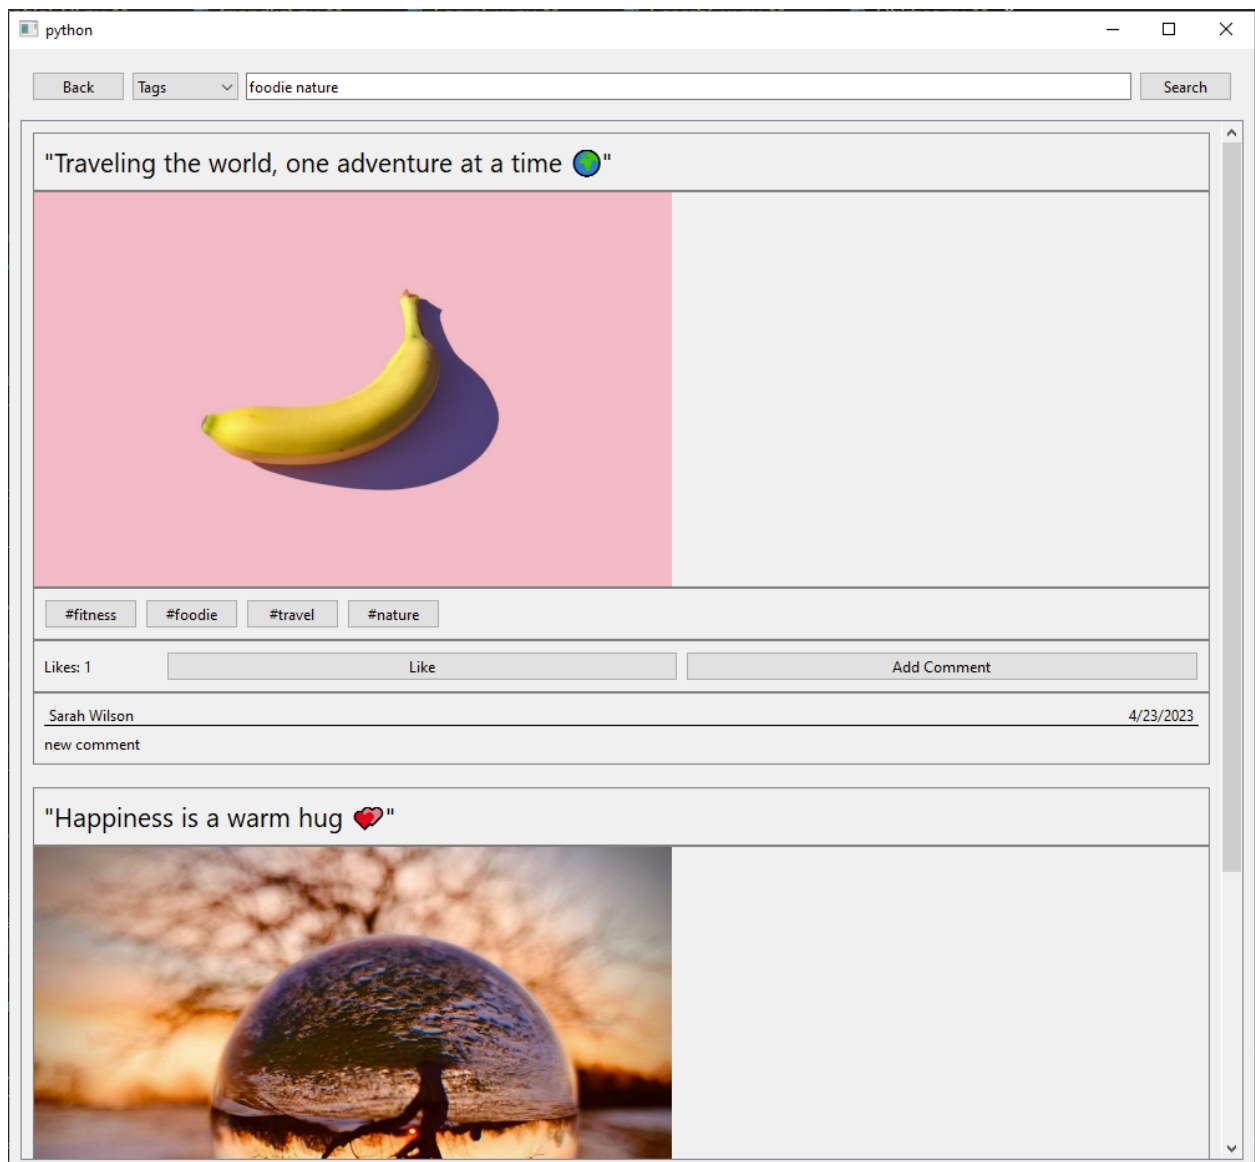 python
Back Tags foodie nature Search
"Traveling the world, one adventure at a time 🌍"
#fitness #foodie #travel #nature
Likes: 1 Like Add Comment
Sarah Wilson 4/23/2023
new comment
"Happiness is a warm hug 💕"